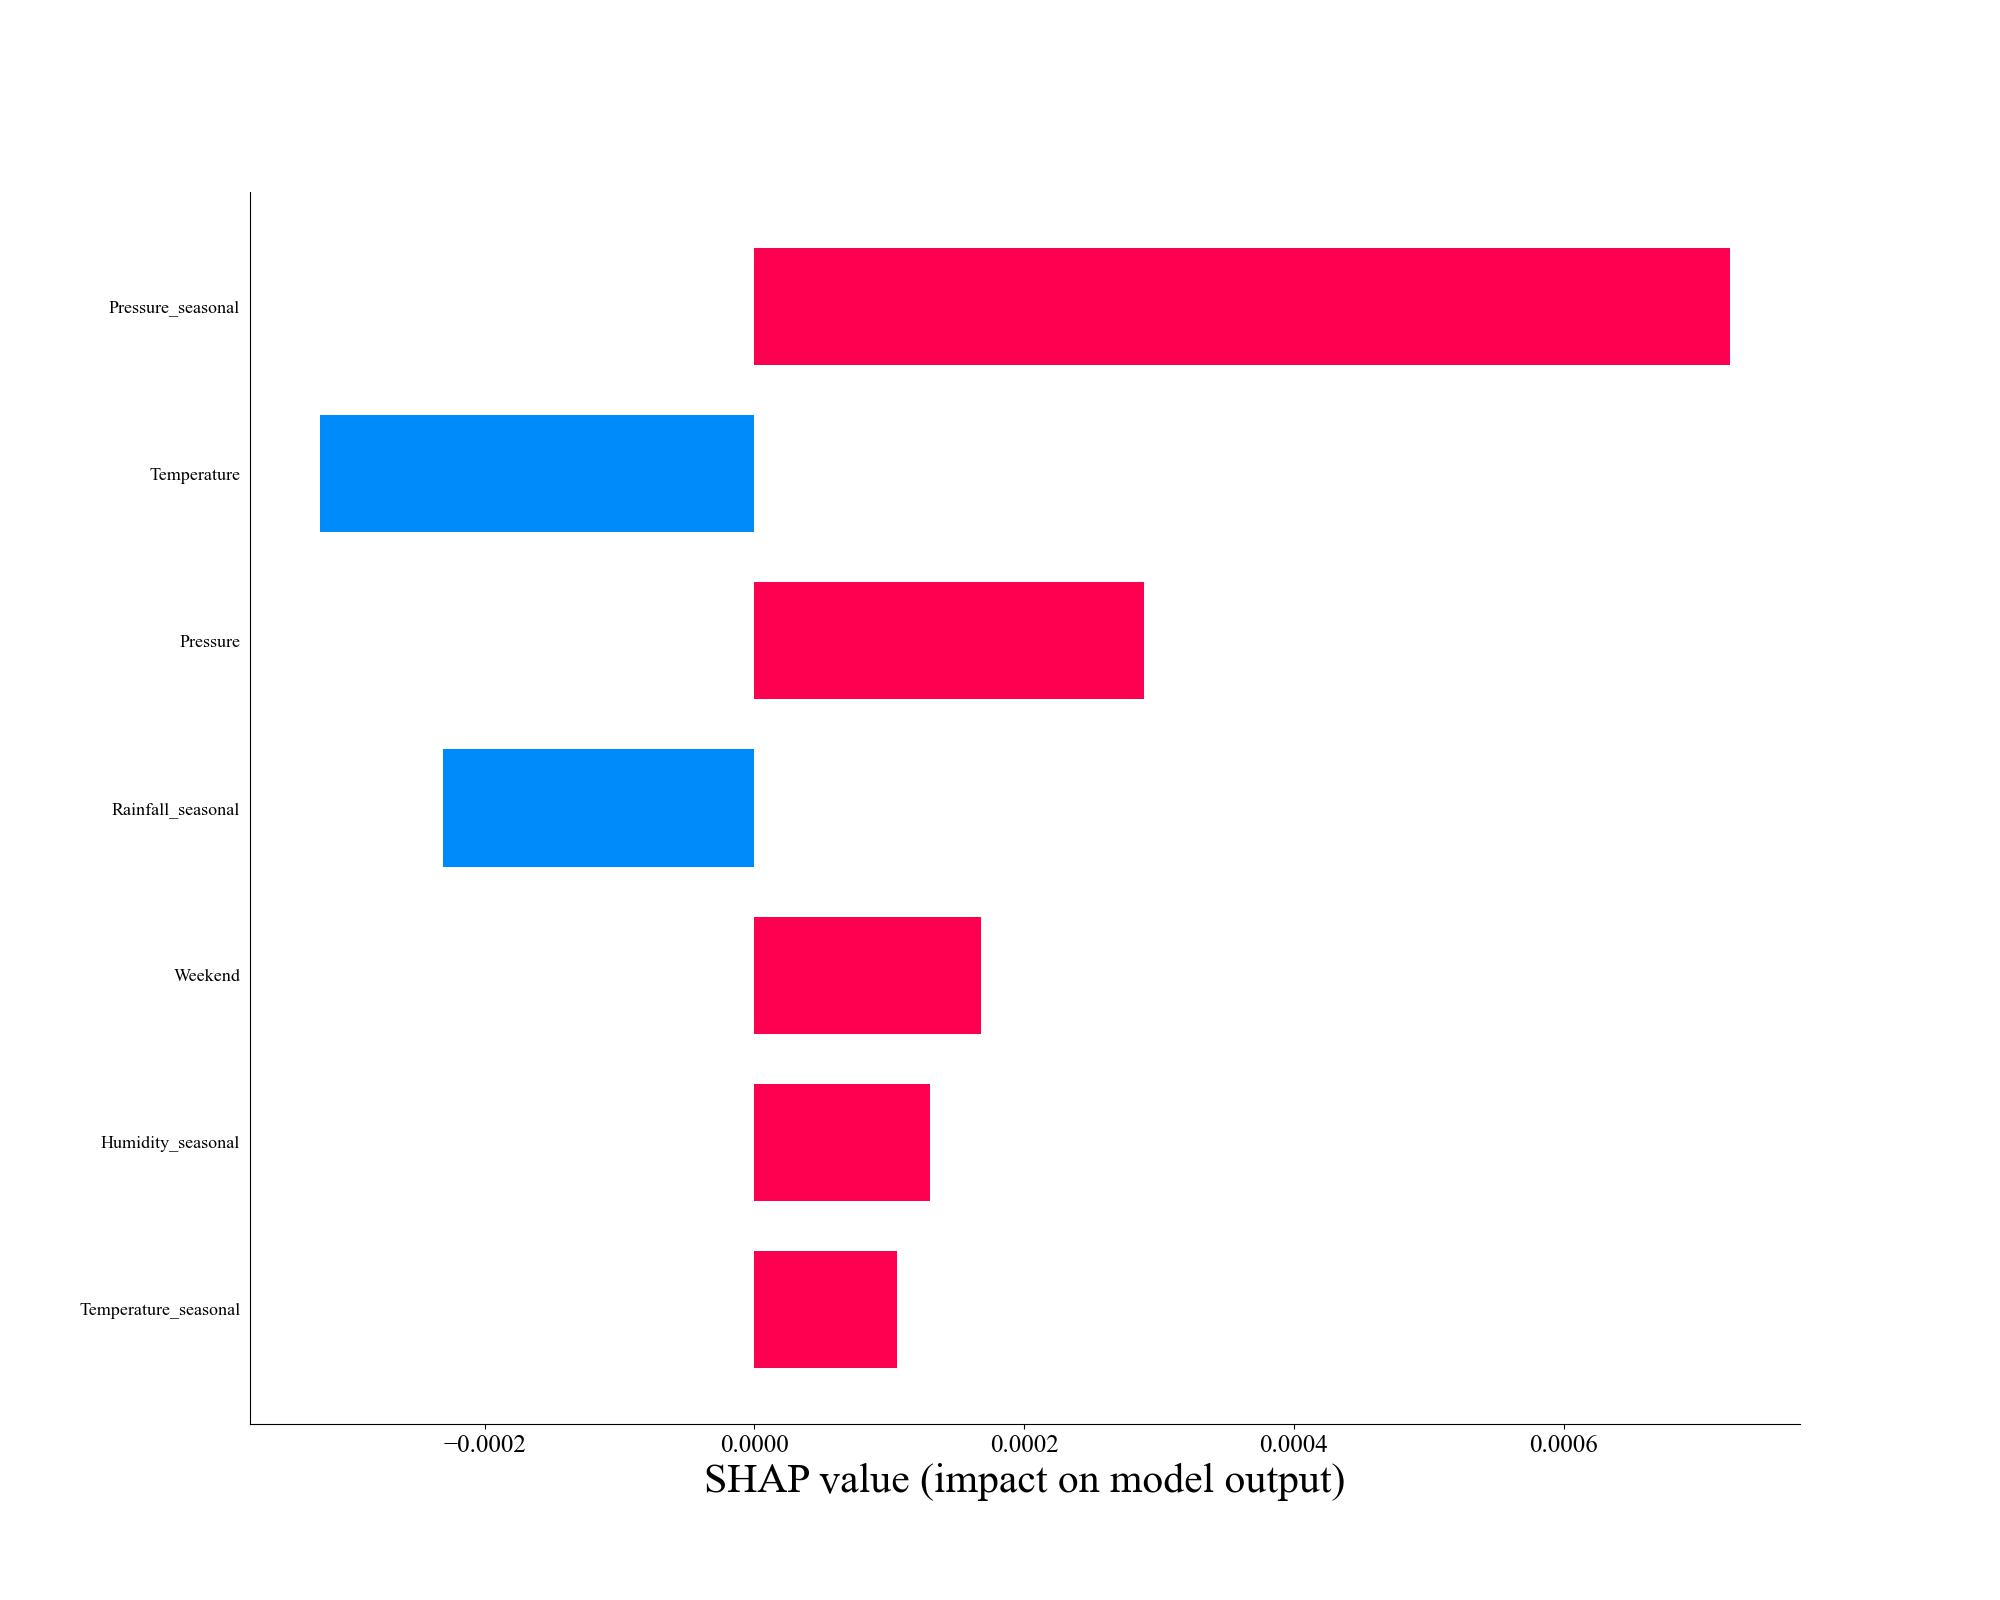 Pressure_seasonal
Temperature
Pressure
Rainfall_seasonal
Weekend
Humidity_seasonal
Temperature_seasonal
−0.0002 0.0000 0.0002 0.0004 0.0006
SHAP value (impact on model output)